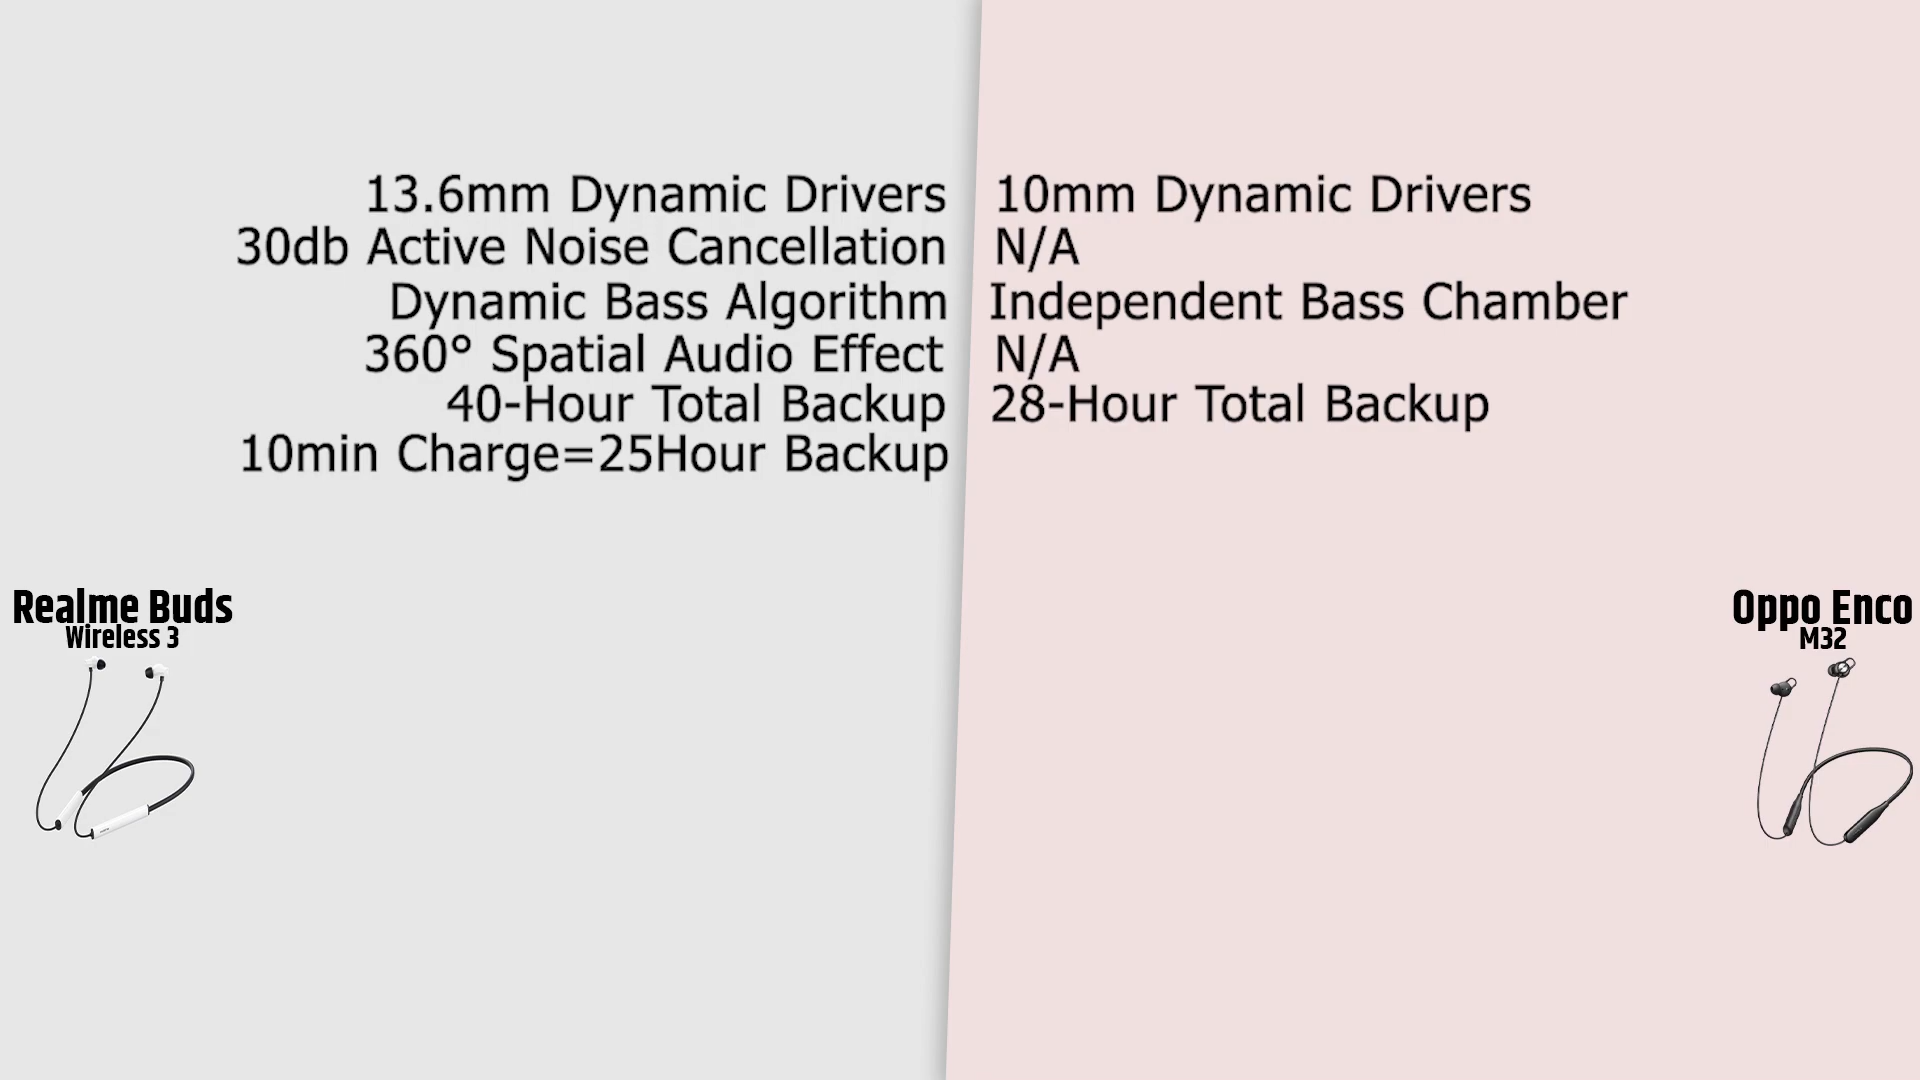 13.6mm Dynamic Drivers
30db Active Noise Cancellation
Dynamic Bass Algorithm
360° Spatial Audio Effect
40-Hour Total Backup
10min Charge=25Hour Backup
10mm Dynamic Drivers
N/A
Independent Bass Chamber
N/A
28-Hour Total Backup
Realme Buds
Wireless 3
Oppo Enco
M32